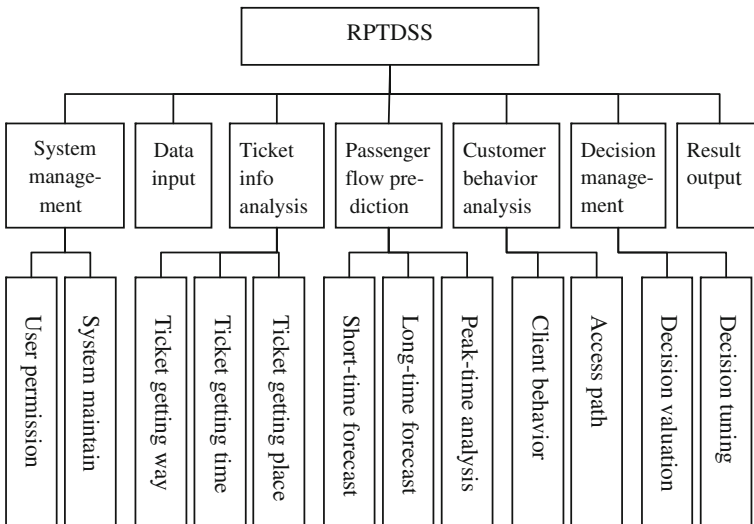 RPTDSS
System
manage-
ment
Data
input
Ticket
info
analysis
Passenger
flow pre-
diction
Customer
behavior
analysis
Decision
manage-
ment
Result
output
User permission
System maintain
Ticket getting way
Ticket getting time
Ticket getting place
Short-time forecast
Long-time forecast
Peak-time analysis
Client behavior
Access path
Decision valuation
Decision tuning